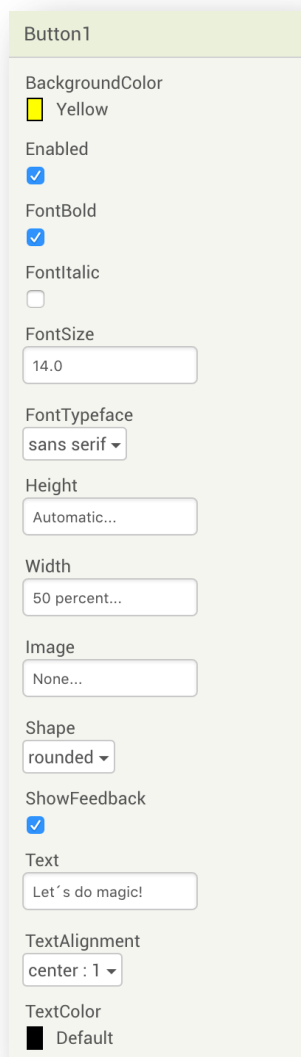 Button1
BackgroundColor
Yellow
Enabled
FontBold
FontItalic
FontSize
14.0
FontTypeface
sans serif
Height
Automatic...
Width
50 percent...
Image
None...
Shape
rounded
ShowFeedback
Text
Let´s do magic!
TextAlignment
center : 1
TextColor
Default